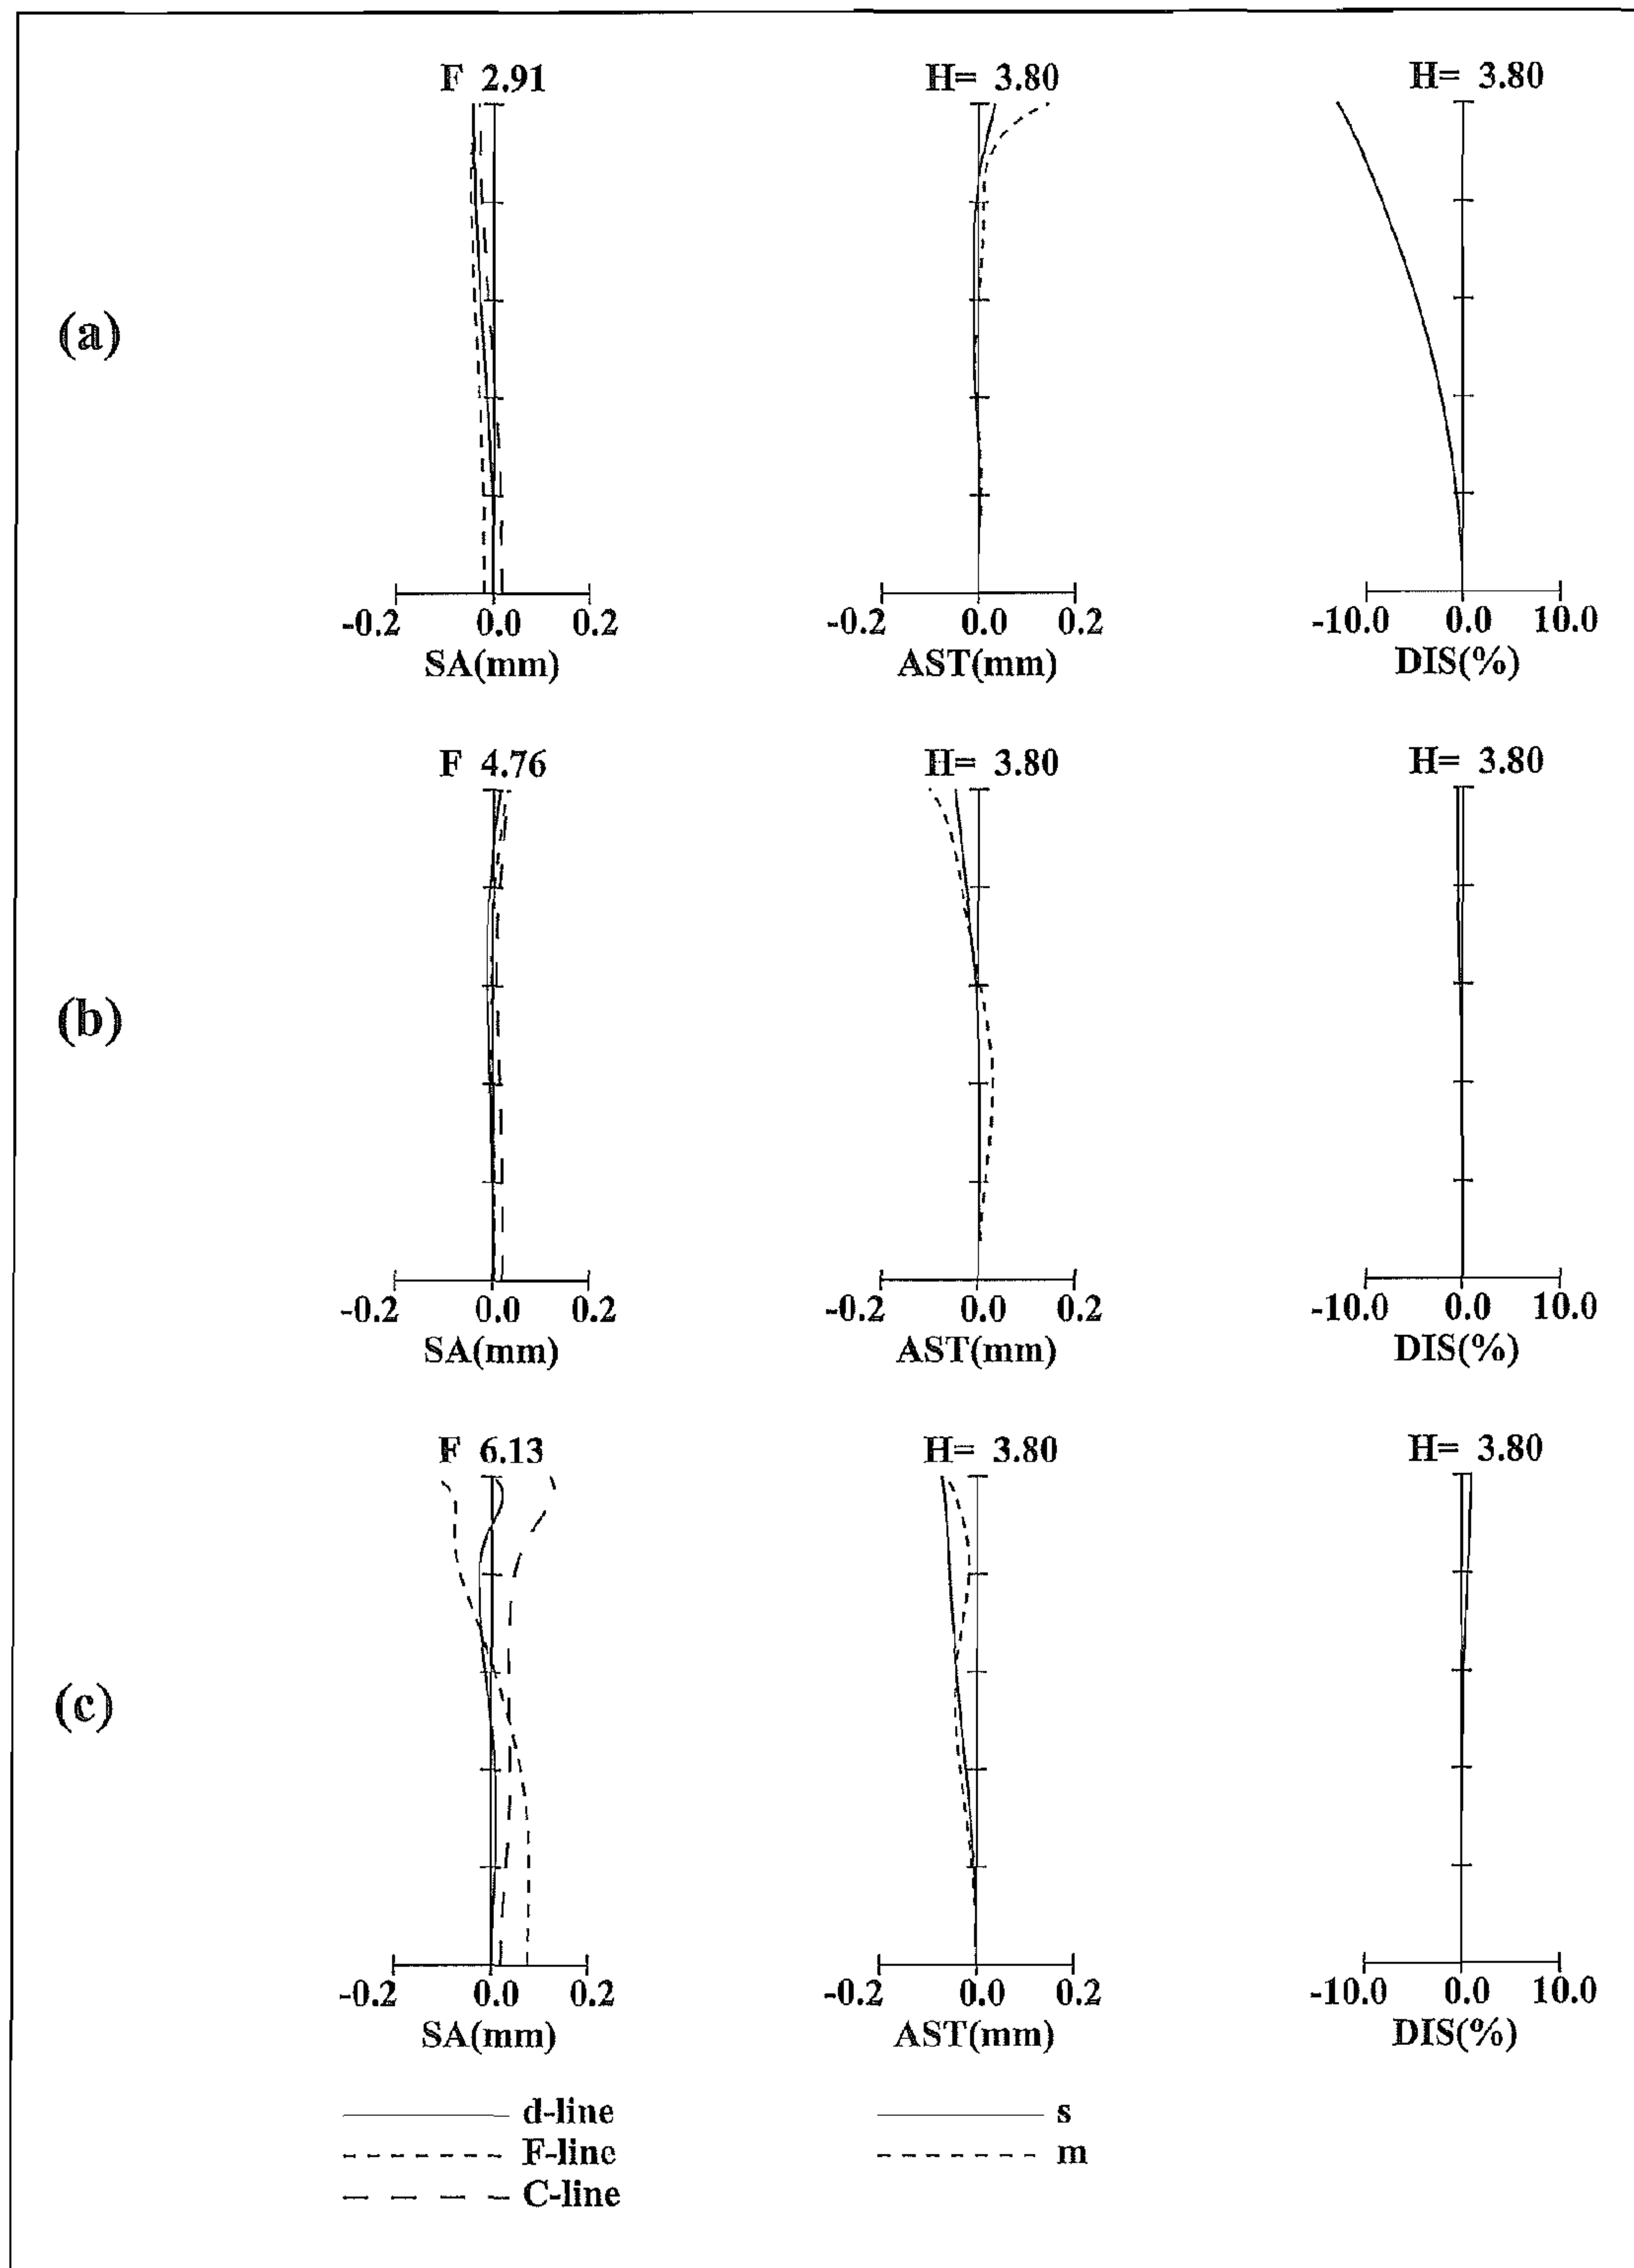 (a)
F 2.91
H= 3.80
H= 3.80
-0.2 0.0 0.2
SA(mm)
-0.2 0.0 0.2
AST(mm)
-10.0 0.0 10.0
DIS(%)
(b)
F 4.76
H= 3.80
H= 3.80
-0.2 0.0 0.2
SA(mm)
-0.2 0.0 0.2
AST(mm)
-10.0 0.0 10.0
DIS(%)
(c)
F 6.13
H= 3.80
H= 3.80
-0.2 0.0 0.2
SA(mm)
-0.2 0.0 0.2
AST(mm)
-10.0 0.0 10.0
DIS(%)
d-line
F-line
C-line
s
m